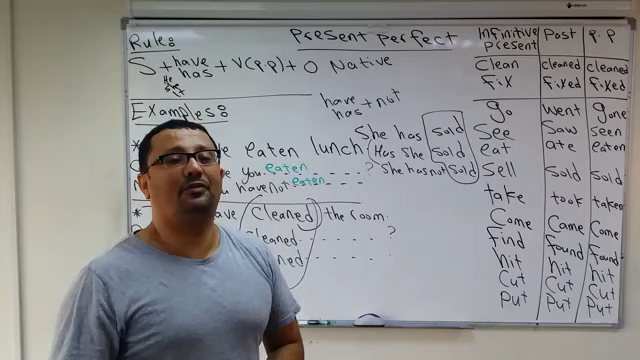 Rule:
Present perfect
S + have has + V(p.p) + O Native
He
She
it
Examples:
have + not
has
* eaten lunch
you eaten - - - - ?
have not eaten - - - -
She has sold
Has she sold
? She has not sold
* have Cleaned the room.
Cleaned. - - - - - ?
- - - - -
Infinitive present Past P.P
Clean cleaned cleaned
fix fixed fixed
go went gone
See Saw seen
eat ate eaten
Sell sold sold
take took taken
Come Came Come
find found found
hit hit hit
Cut Cut Cut
Put Put Put